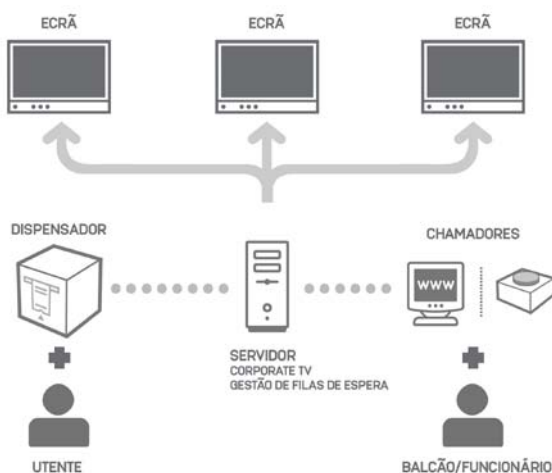 ECRÃ
ECRÃ
ECRÃ
DISPENSADOR
CHAMADORES
WWW
SERVIDOR
CORPORATE TV
GESTÃO DE FILAS DE ESPERA
UTENTE
BALCÃO/FUNCIONÁRIO